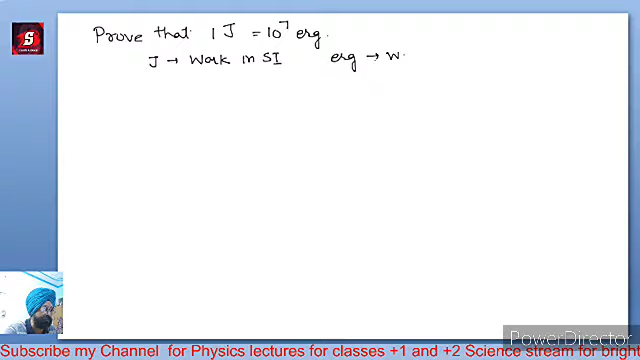 Prove that 1 J = 10⁷ erg.
J → Work in SI erg → W
S
PowerDirector
Subscribe my Channel for Physics lectures for classes +1 and +2 Science stream for bright